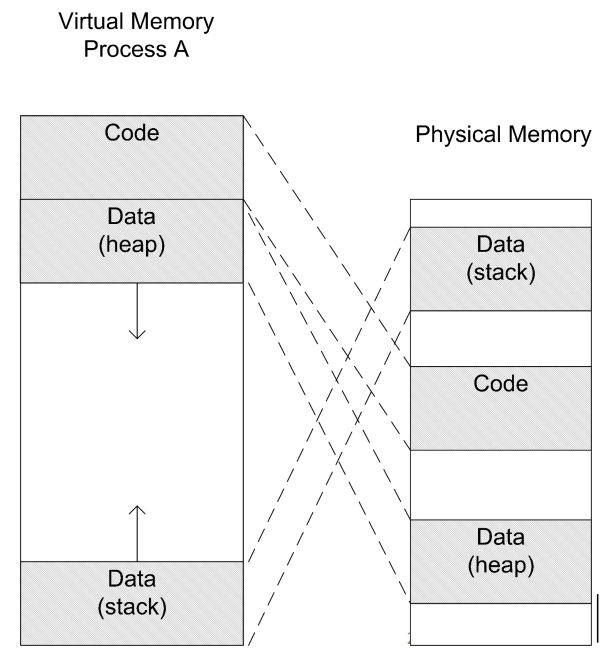 Virtual Memory
Process A
Code
Data
(heap)
Data
(stack)
Physical Memory
Data
(stack)
Code
Data
(heap)